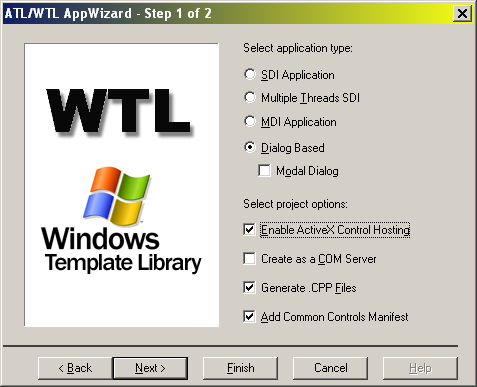 ATL/WTL AppWizard - Step 1 of 2
WTL
Windows
Template Library
Select application type:
SDI Application
Multiple Threads SDI
MDI Application
Dialog Based
Modal Dialog
Select project options:
Enable ActiveX Control Hosting
Create as a COM Server
Generate .CPP Files
Add Common Controls Manifest
< Back
Next >
Finish
Cancel
Help